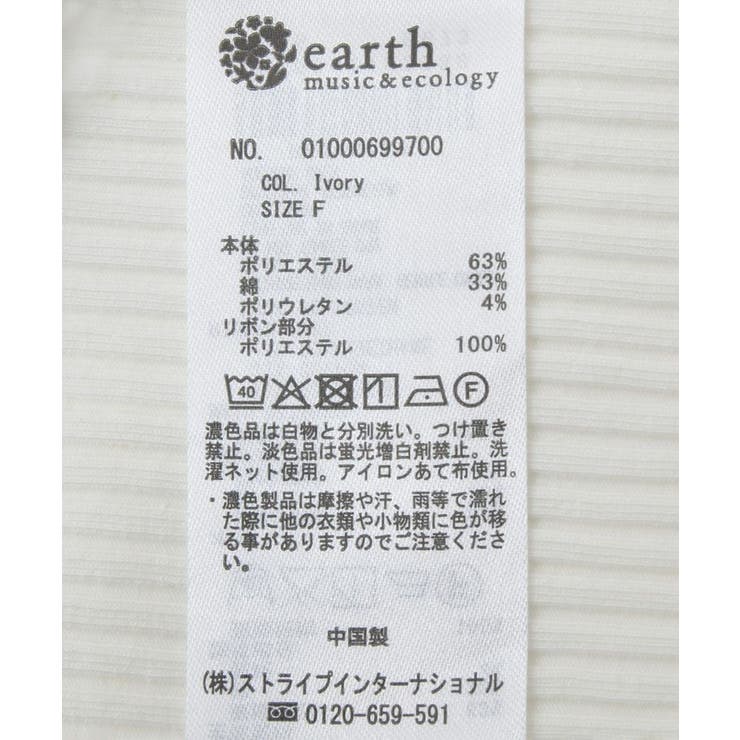 earth
music&ecology
NO. 01000699700
COL. Ivory
SIZE F
本体
ポリエステル 63%
綿 33%
ポリウレタン 4%
リボン部分
ポリエステル 100%
40 F
濃色品は白物と分別洗い。つけ置き
禁止。淡色品は蛍光増白剤禁止。洗
濯ネット使用。アイロンあて布使用。
・濃色製品は摩擦や汗、雨等で濡れ
た際に他の衣類や小物類に色が移
る事がありますのでご注意くださ
い。
中国製
(株)ストライプインターナショナル
0120-659-591